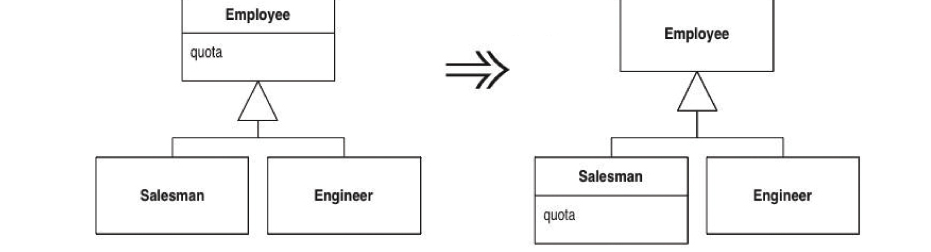 Employee
quota
Salesman
Engineer
Employee
Salesman
quota
Engineer